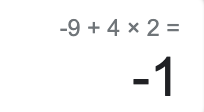 -9 + 4 × 2 =
-1